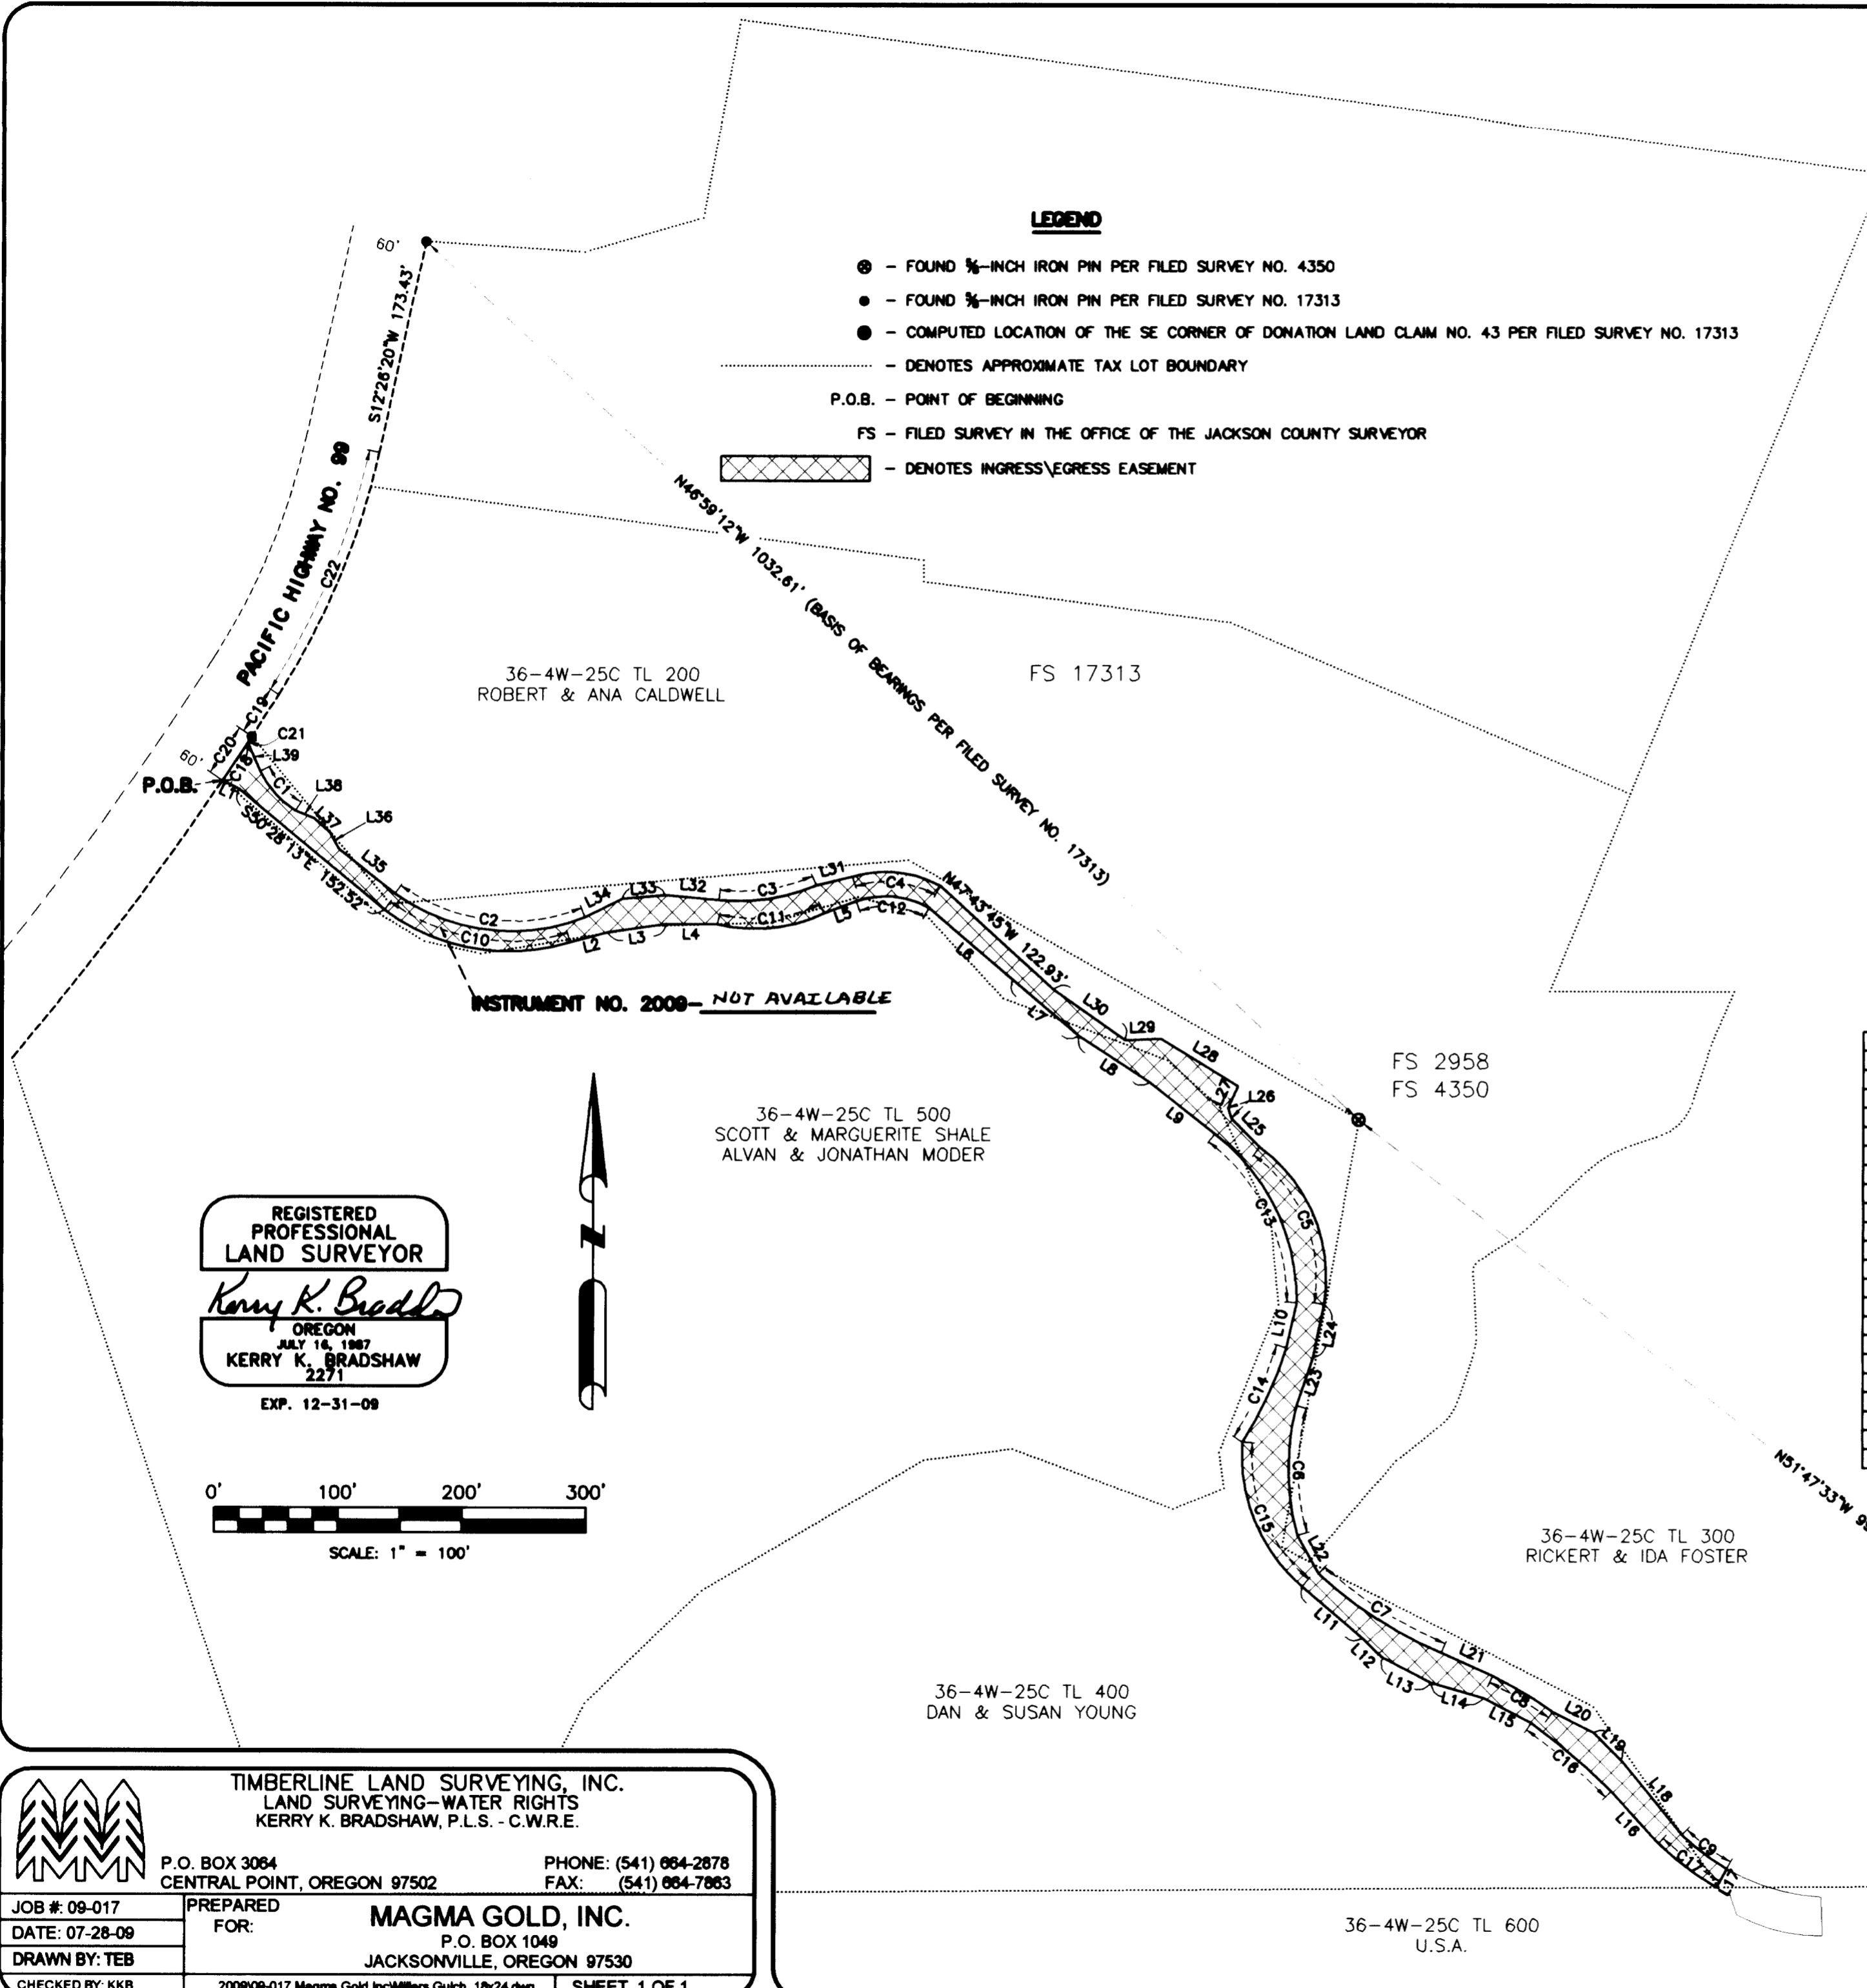 LEGEND
⊗ – FOUND ⅝–INCH IRON PIN PER FILED SURVEY NO. 4350
● – FOUND ⅝–INCH IRON PIN PER FILED SURVEY NO. 17313
● – COMPUTED LOCATION OF THE SE CORNER OF DONATION LAND CLAIM NO. 43 PER FILED SURVEY NO. 17313
– DENOTES APPROXIMATE TAX LOT BOUNDARY
P.O.B. – POINT OF BEGINNING
FS – FILED SURVEY IN THE OFFICE OF THE JACKSON COUNTY SURVEYOR
– DENOTES INGRESS\EGRESS EASEMENT
60'
S12°26'20"W 173.43'
PACIFIC HIGHWAY NO. 99
C22
C19
C20
C18
C21
L39
60'
P.O.B.
C1
L38
L37
L36
S50°28'13"E 152.52'
L35
N46°59'12"W 1032.61' (BASIS OF BEARINGS PER FILED SURVEY NO. 17313)
36–4W–25C TL 200
ROBERT & ANA CALDWELL
FS 17313
C2
C10
L34
L33
L32
C3
L31
C4
L2
L3
L4
C11
L5
C12
N47°43'45"W 122.93'
L6
L7
L30
L29
L28
L8
L27
L26
L9
L25
INSTRUMENT NO. 2009– NOT AVAILABLE
FS 2958
FS 4350
36–4W–25C TL 500
SCOTT & MARGUERITE SHALE
ALVAN & JONATHAN MODER
C13
C5
L10
L24
C14
L23
C6
C15
L22
N
REGISTERED
PROFESSIONAL
LAND SURVEYOR
OREGON
JULY 16, 1987
KERRY K. BRADSHAW
2271
EXP. 12–31–09
0' 100' 200' 300'
SCALE: 1" = 100'
N51°47'33"W
36–4W–25C TL 300
RICKERT & IDA FOSTER
L11
C7
L12
L21
L13
L14
C8
L15
L20
L19
C16
L18
L16
C9
C17
36–4W–25C TL 400
DAN & SUSAN YOUNG
36–4W–25C TL 600
U.S.A.
TIMBERLINE LAND SURVEYING, INC.
LAND SURVEYING–WATER RIGHTS
KERRY K. BRADSHAW, P.L.S. - C.W.R.E.
P.O. BOX 3064 PHONE: (541) 664-2878
CENTRAL POINT, OREGON 97502 FAX: (541) 664-7863
JOB #: 09-017
DATE: 07-28-09
DRAWN BY: TEB
CHECKED BY: KKB
PREPARED
FOR:
MAGMA GOLD, INC.
P.O. BOX 1049
JACKSONVILLE, OREGON 97530
SHEET 1 OF 1